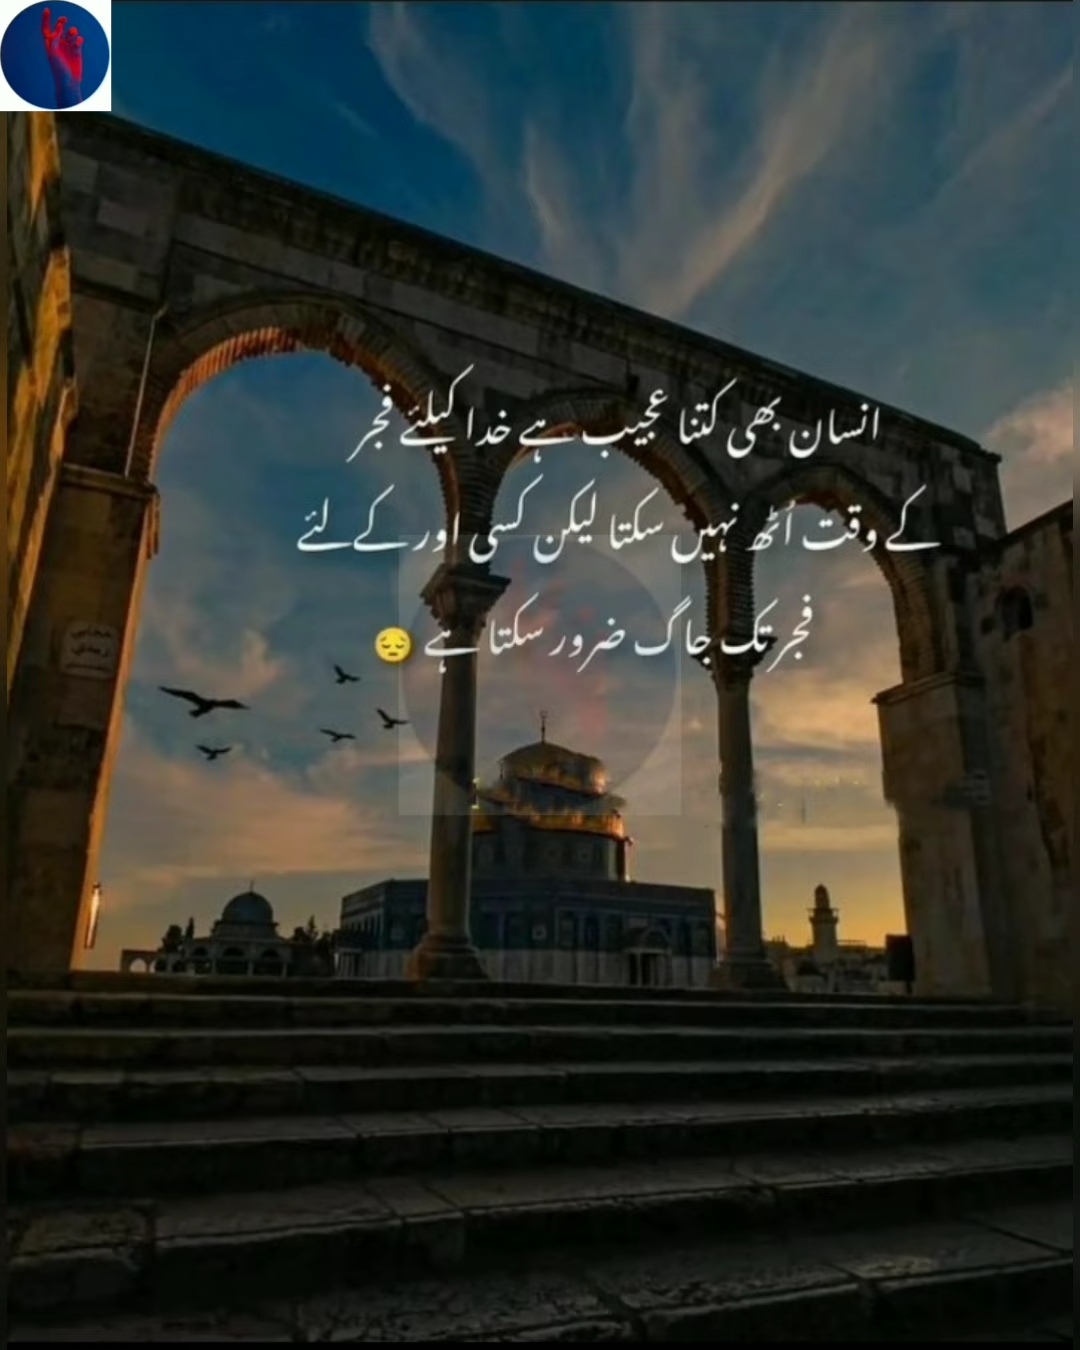 انسان بھی کتنا عجیب ہے خدا کیلئے فجر
کے وقت اُٹھ نہیں سکتا لیکن کسی اور کے لئے
فجر تک جاگ ضرور سکتا ہے 😔